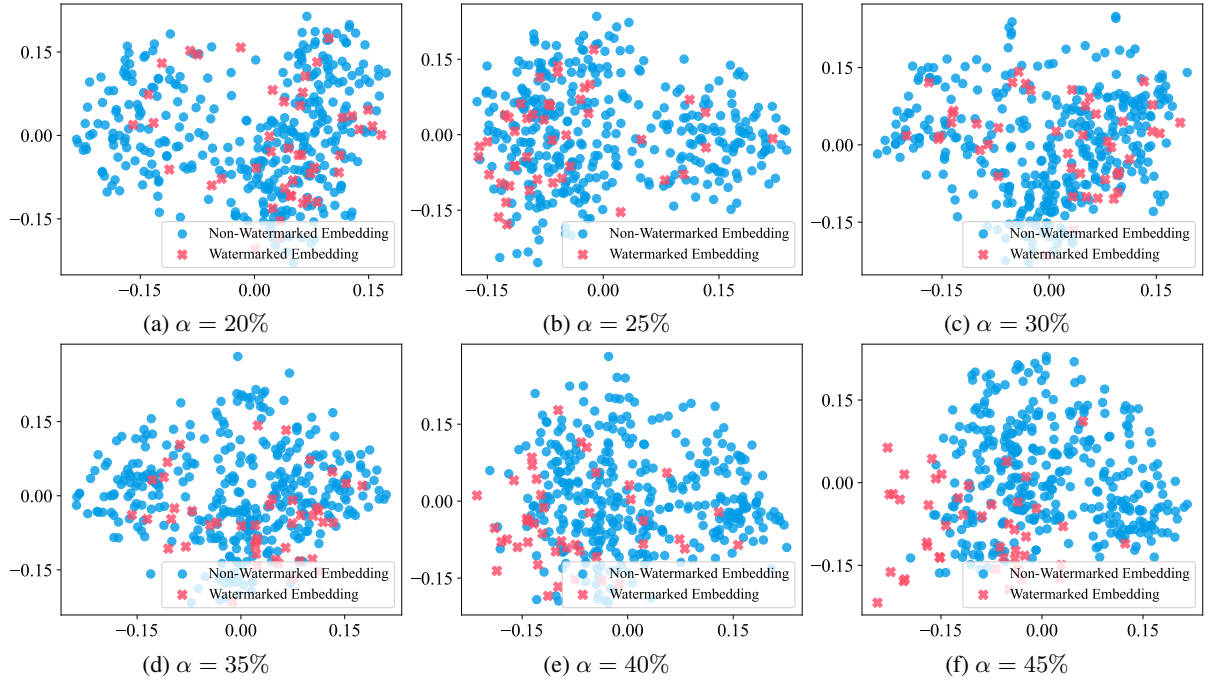 0.15
0.00
−0.15
Non-Watermarked Embedding
Watermarked Embedding
−0.15
0.00
0.15
(a) α = 20%
0.15
0.00
−0.15
Non-Watermarked Embedding
Watermarked Embedding
−0.15
0.00
0.15
(b) α = 25%
0.15
0.00
−0.15
Non-Watermarked Embedding
Watermarked Embedding
−0.15
0.00
0.15
(c) α = 30%
0.15
0.00
−0.15
Non-Watermarked Embedding
Watermarked Embedding
−0.15
0.00
0.15
(d) α = 35%
0.15
0.00
−0.15
Non-Watermarked Embedding
Watermarked Embedding
−0.15
0.00
0.15
(e) α = 40%
0.15
0.00
−0.15
Non-Watermarked Embedding
Watermarked Embedding
−0.15
0.00
0.15
(f) α = 45%